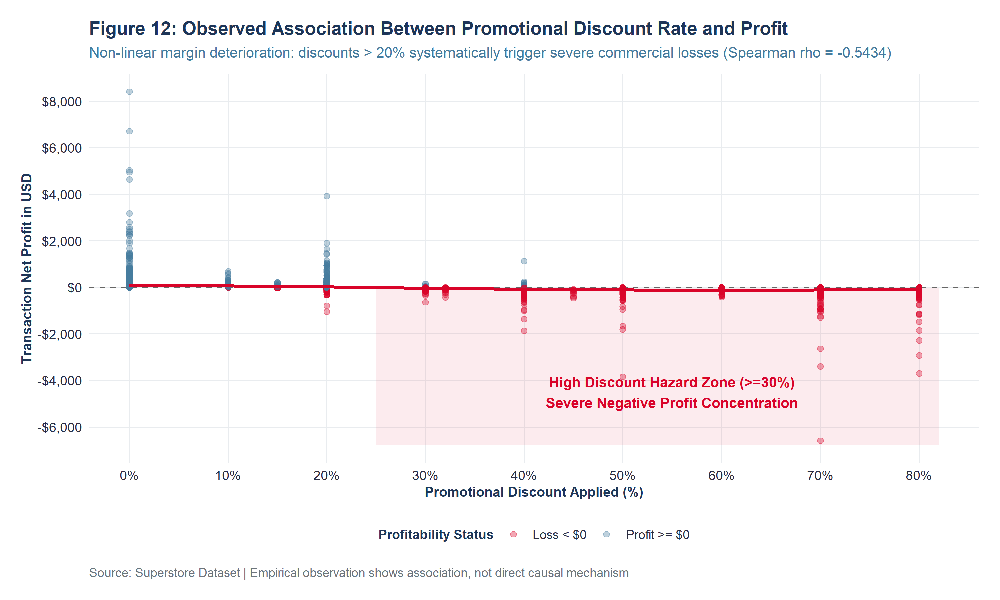 Figure 12: Observed Association Between Promotional Discount Rate and Profit
Non-linear margin deterioration: discounts > 20% systematically trigger severe commercial losses (Spearman rho = -0.5434)
Transaction Net Profit in USD
$8,000
$6,000
$4,000
$2,000
$0
-$2,000
-$4,000
-$6,000
High Discount Hazard Zone (>=30%)
Severe Negative Profit Concentration
0% 10% 20% 30% 40% 50% 60% 70% 80%
Promotional Discount Applied (%)
Profitability Status Loss < $0 Profit >= $0
Source: Superstore Dataset | Empirical observation shows association, not direct causal mechanism